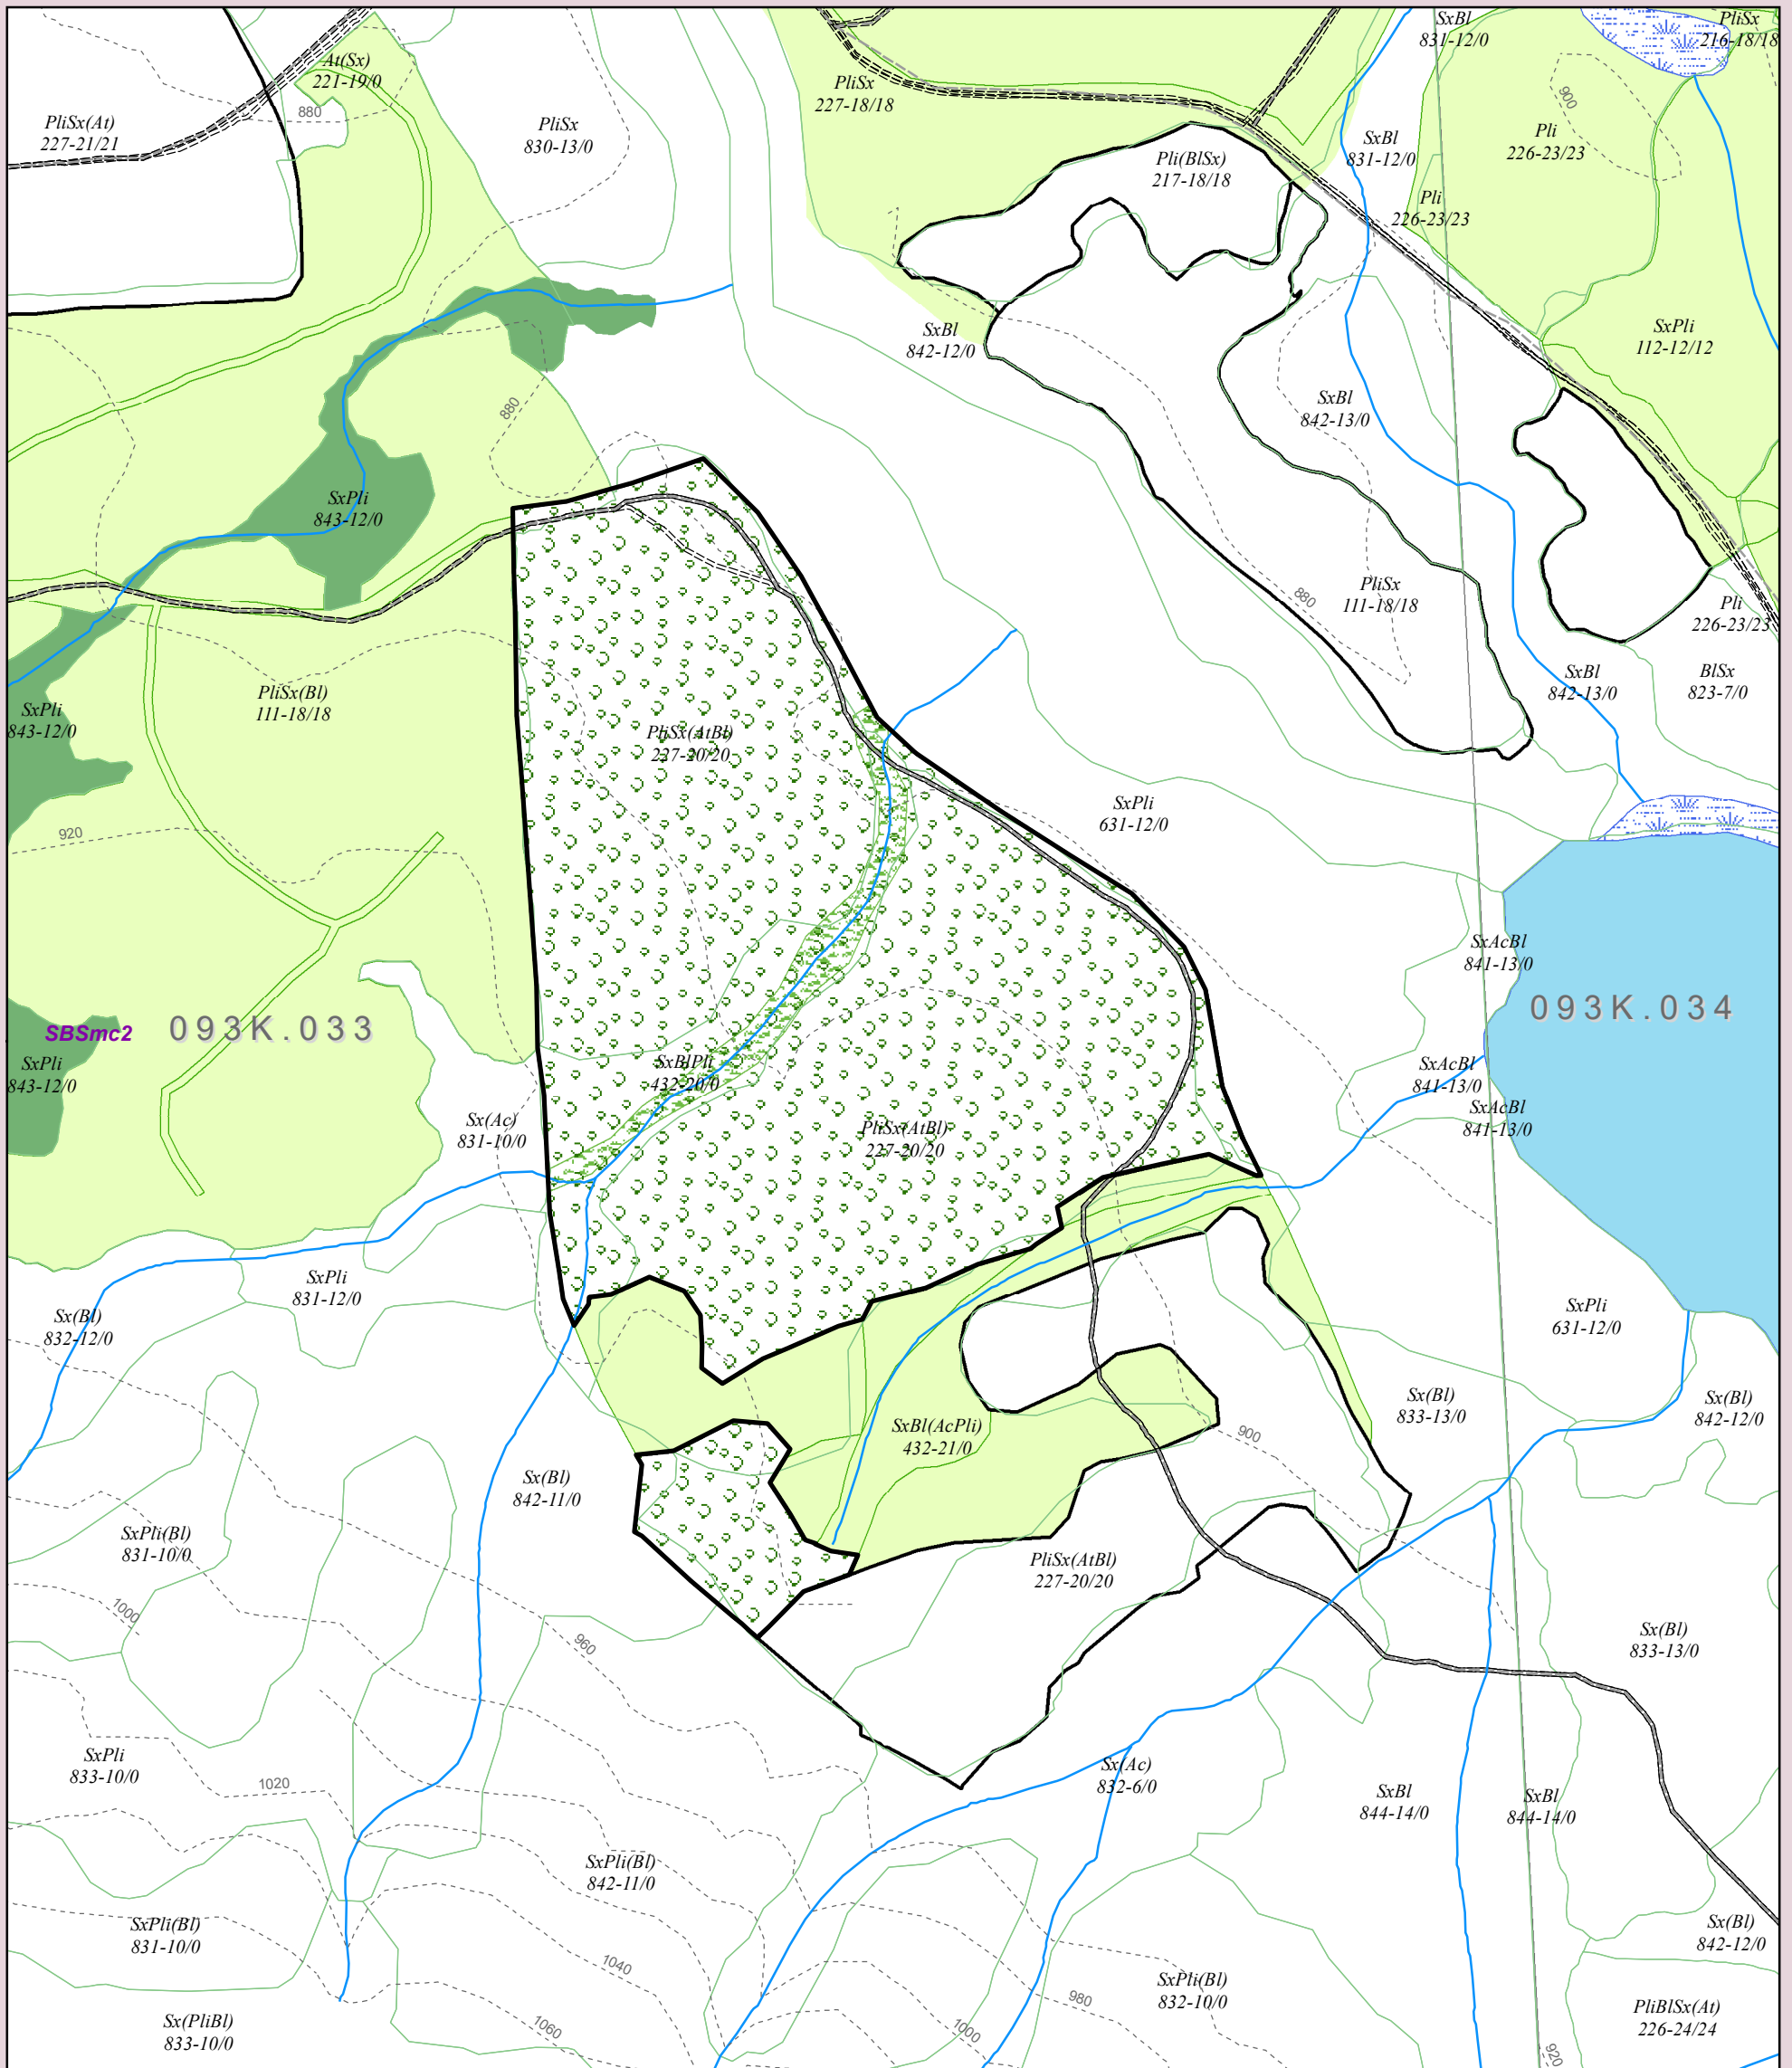 SxBl
831-12/0
PliSx
216-18/18
At(Sx)
221-19/0
PliSx
227-18/18
900
880
PliSx(At)
227-21/21
PliSx
830-13/0
Pli
226-23/23
SxBl
831-12/0
Pli(BlSx)
217-18/18
Pli
226-23/23
SxBl
842-12/0
SxPli
112-12/12
880
SxBl
842-13/0
SxPli
843-12/0
880
PliSx
111-18/18
Pli
226-23/23
SxBl
842-13/0
BlSx
823-7/0
PliSx(Bl)
111-18/18
SxPli
843-12/0
PliSx(AtBl)
227-20/20
SxPli
631-12/0
920
SxAcBl
841-13/0
093K.034
SBSmc2
093K.033
SxPli
843-12/0
SxBlPli
432-20/0
SxAcBl
841-13/0
SxAcBl
841-13/0
Sx(Ac)
831-10/0
PliSx(AtBl)
227-20/20
SxPli
831-12/0
Sx(Bl)
832-12/0
SxPli
631-12/0
Sx(Bl)
833-13/0
Sx(Bl)
842-12/0
SxBl(AcPli)
432-21/0
900
Sx(Bl)
842-11/0
SxPli(Bl)
831-10/0
PliSx(AtBl)
227-20/20
1000
960
Sx(Bl)
833-13/0
SxPli
833-10/0
1020
Sx(Ac)
832-6/0
SxBl
844-14/0
SxBl
844-14/0
SxPli(Bl)
842-11/0
SxPli(Bl)
831-10/0
Sx(Bl)
842-12/0
1040
980
SxPli(Bl)
832-10/0
Sx(PliBl)
833-10/0
1060
1000
PliBlSx(At)
226-24/24
920